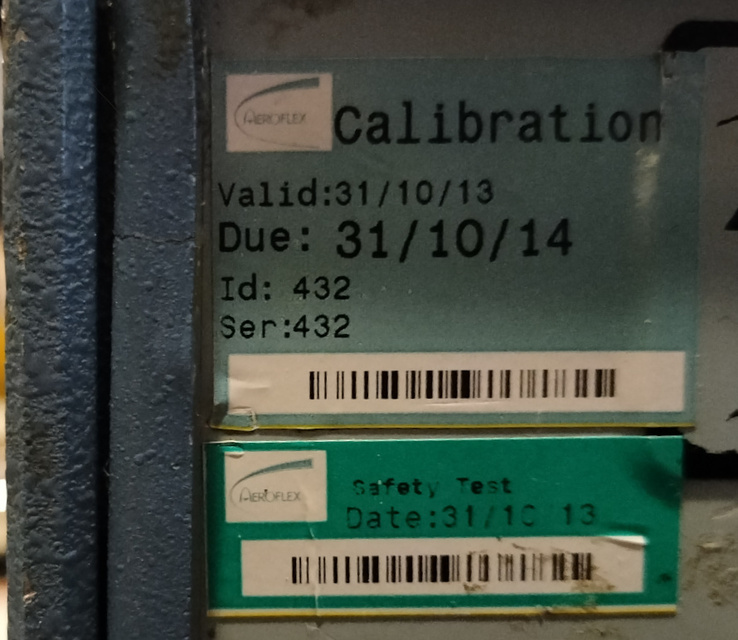 AEROFLEX
Calibration
Valid:31/10/13
Due: 31/10/14
Id: 432
Ser:432
AEROFLEX
Safety Test
Date:31/10 13